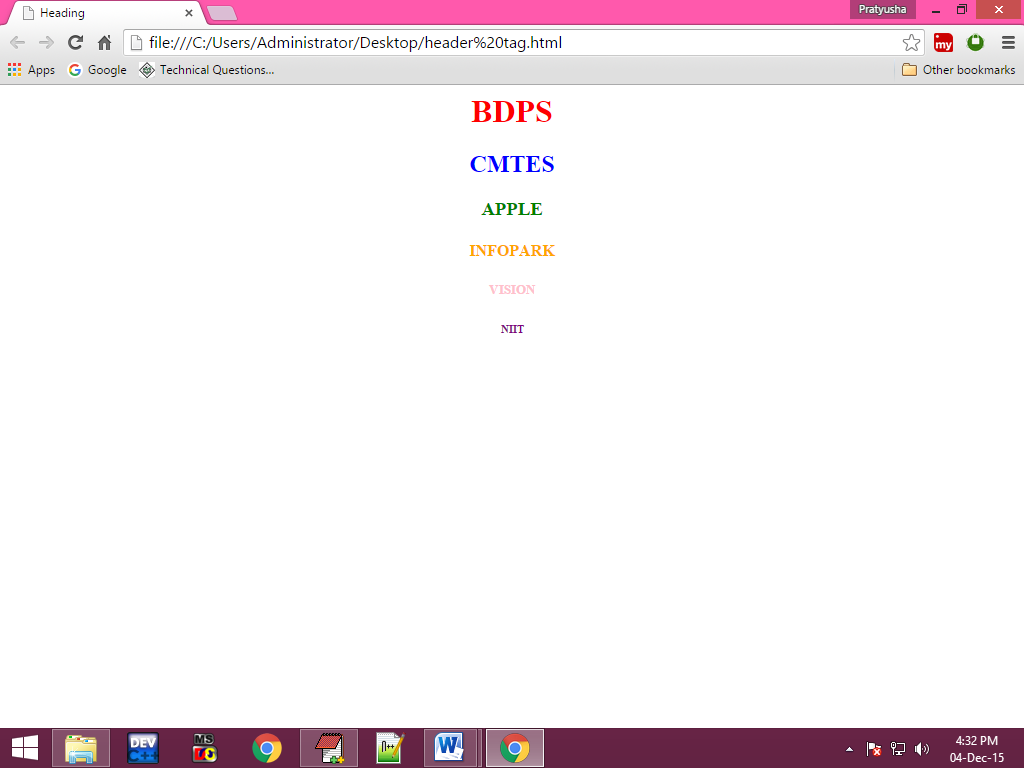 Heading
Pratyusha
file:///C:/Users/Administrator/Desktop/header%20tag.html
my
Apps
Google
Technical Questions...
Other bookmarks
BDPS
CMTES
APPLE
INFOPARK
VISION
NIIT
DEV
C++
MS
W
4:32 PM
04-Dec-15